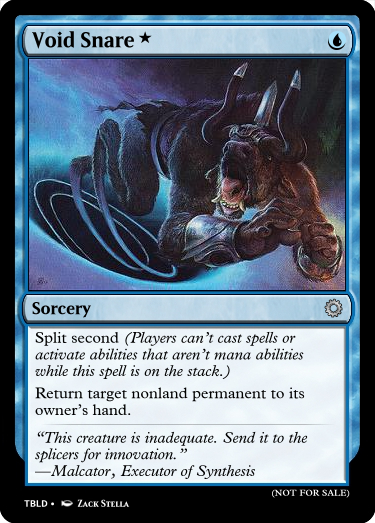 Void Snare ★
Sorcery
Split second (Players can't cast spells or
activate abilities that aren't mana abilities
while this spell is on the stack.)
Return target nonland permanent to its
owner's hand.
“This creature is inadequate. Send it to the
splicers for innovation.”
—Malcator, Executor of Synthesis
(NOT FOR SALE)
TBLD • Zack Stella